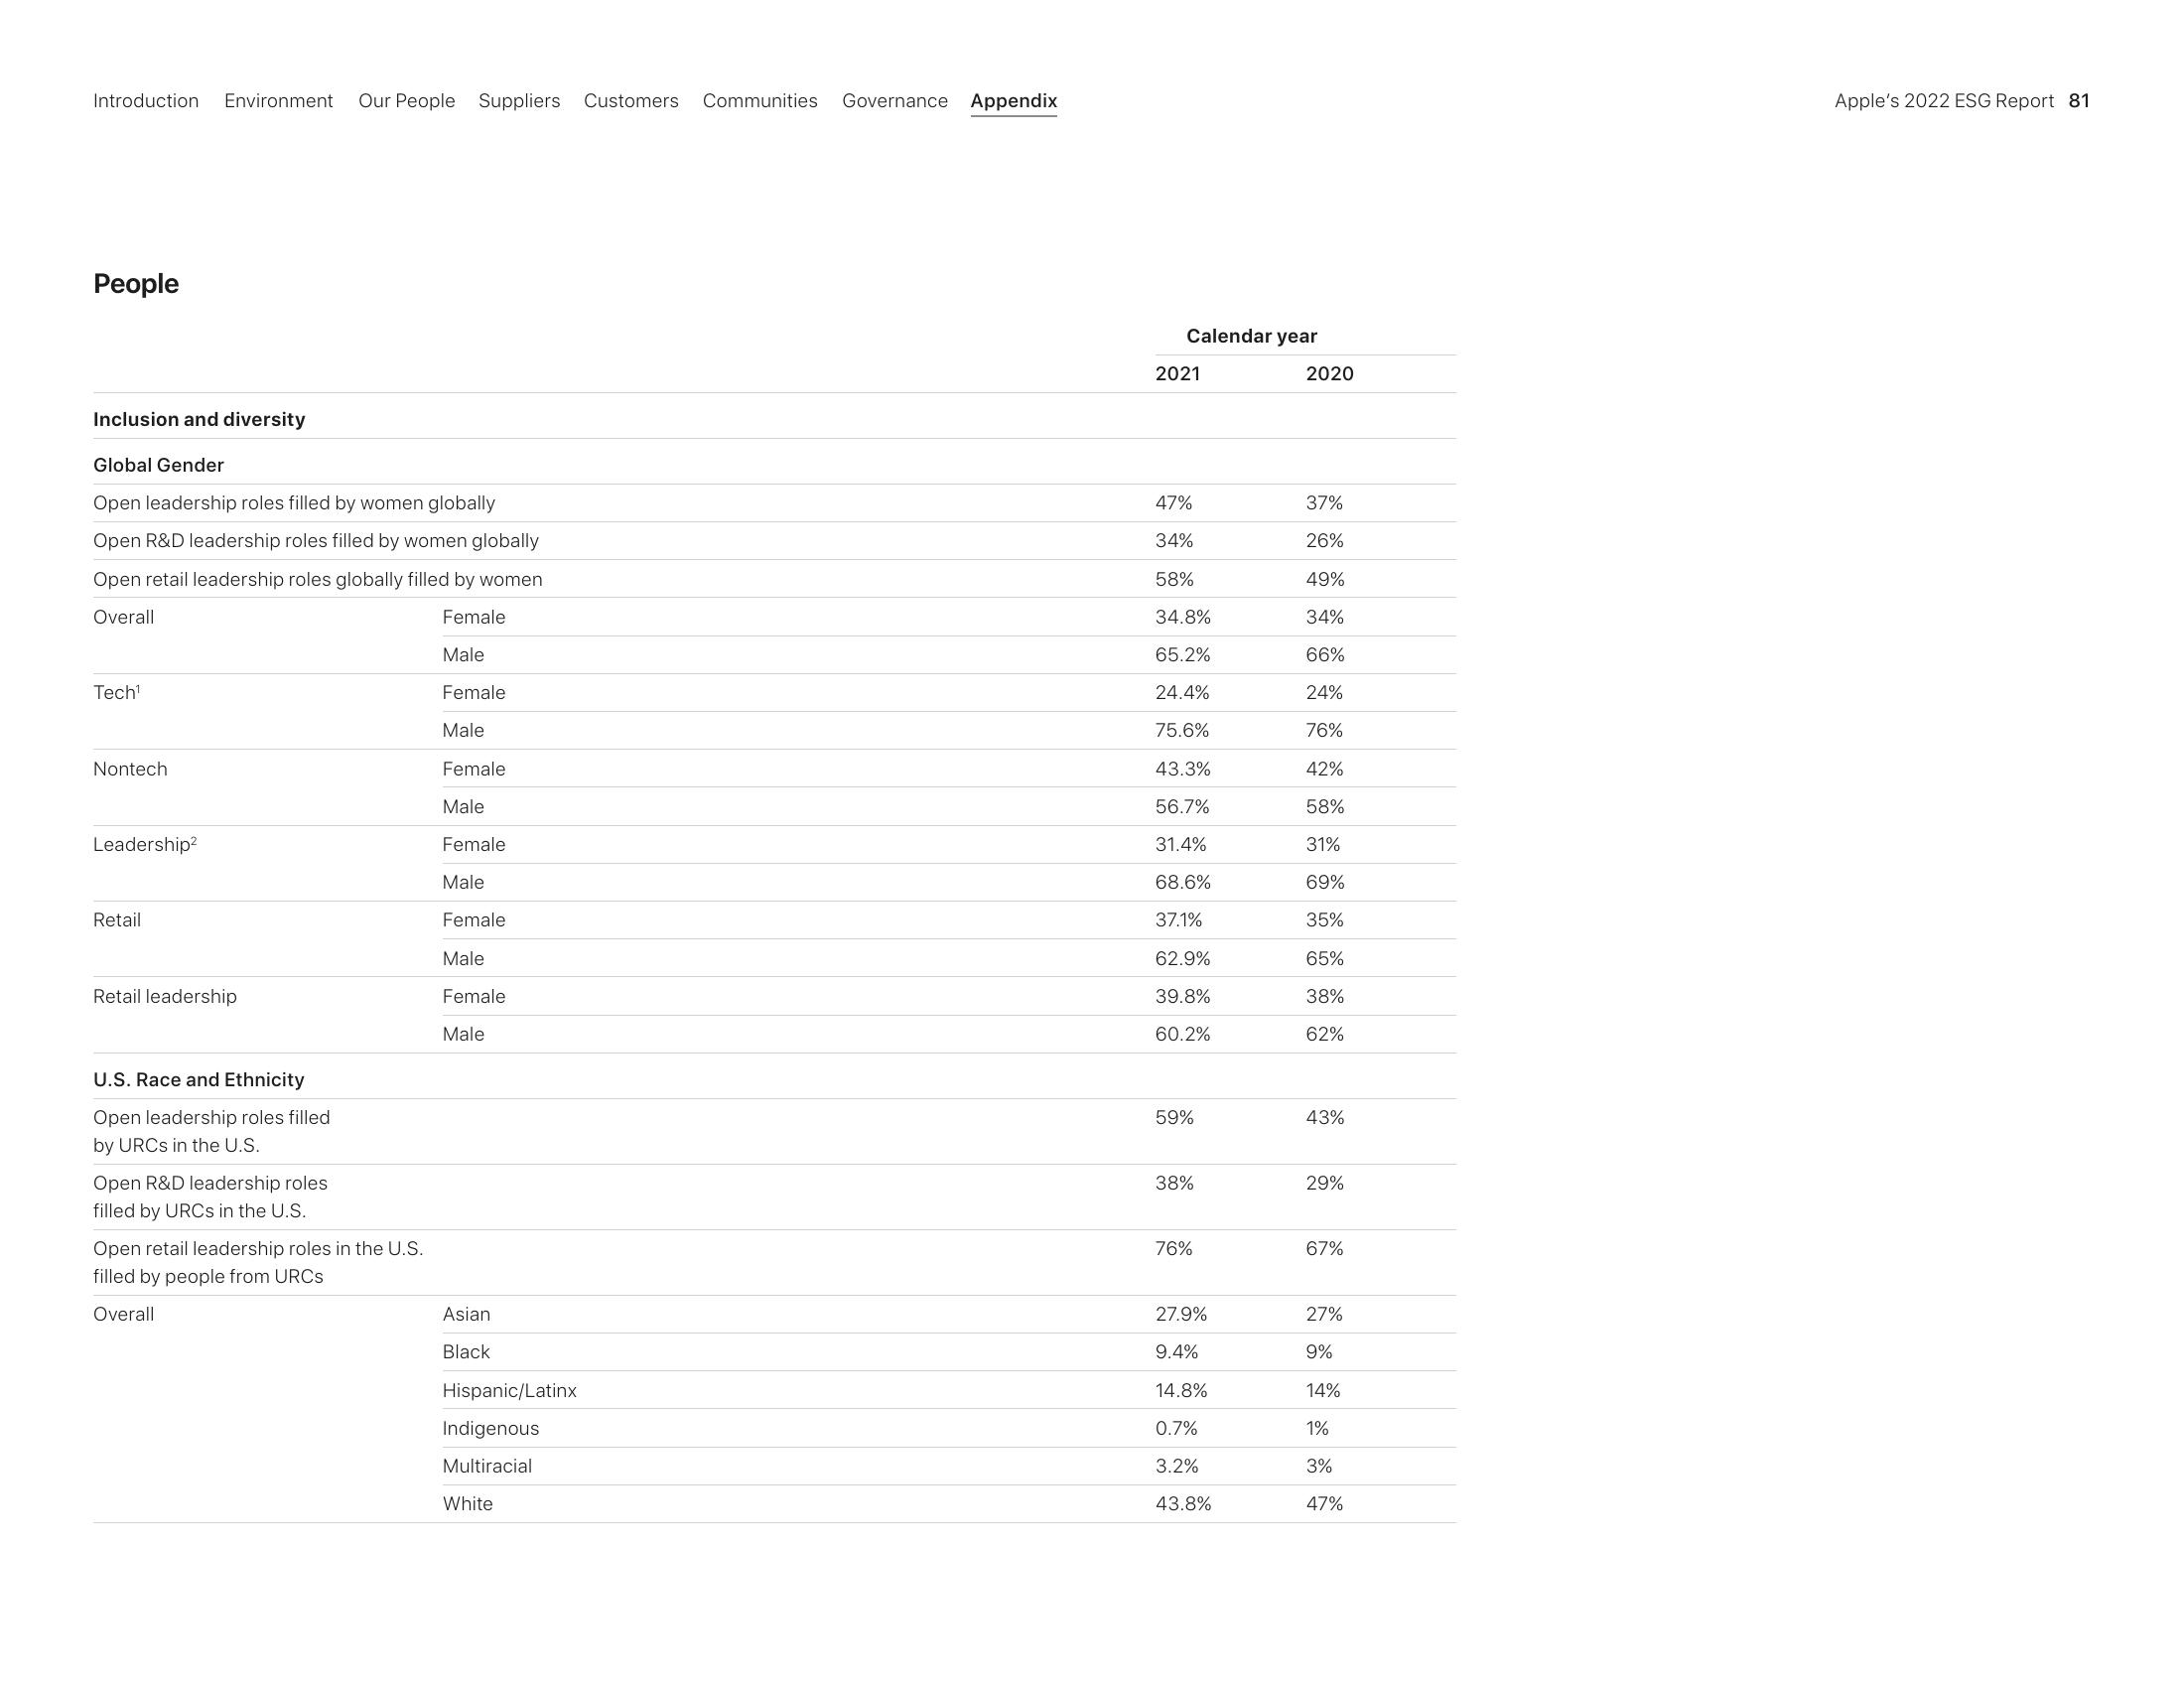 Introduction Environment Our People Suppliers Customers Communities Governance Appendix Apple's 2022 ESG Report 81
People
Calendar year
2021 2020
Inclusion and diversity
Global Gender
Open leadership roles filled by women globally 47% 37%
Open R&D leadership roles filled by women globally 34% 26%
Open retail leadership roles globally filled by women 58% 49%
Overall Female 34.8% 34%
Male 65.2% 66%
Tech¹ Female 24.4% 24%
Male 75.6% 76%
Nontech Female 43.3% 42%
Male 56.7% 58%
Leadership² Female 31.4% 31%
Male 68.6% 69%
Retail Female 37.1% 35%
Male 62.9% 65%
Retail leadership Female 39.8% 38%
Male 60.2% 62%
U.S. Race and Ethnicity
Open leadership roles filled 59% 43%
by URCs in the U.S.
Open R&D leadership roles 38% 29%
filled by URCs in the U.S.
Open retail leadership roles in the U.S. 76% 67%
filled by people from URCs
Overall Asian 27.9% 27%
Black 9.4% 9%
Hispanic/Latinx 14.8% 14%
Indigenous 0.7% 1%
Multiracial 3.2% 3%
White 43.8% 47%